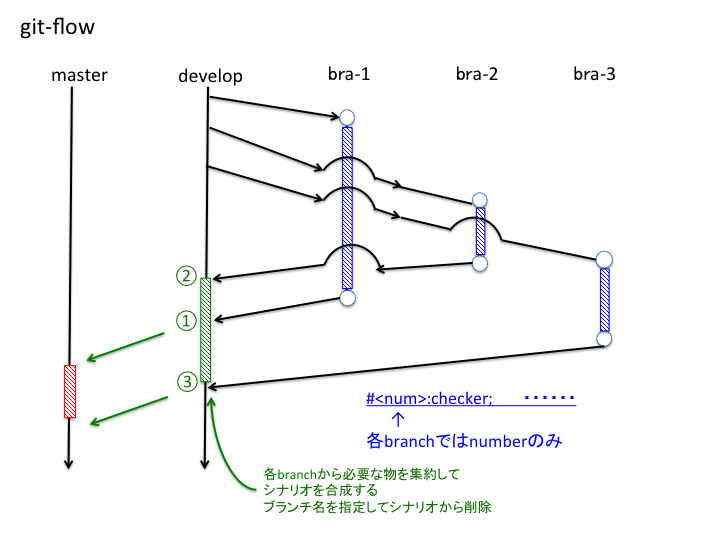 git-flow
master
develop
bra-1
bra-2
bra-3
②
①
③
#<num>:checker; ・・・・・・
↑
各branchではnumberのみ
各branchから必要な物を集約して
シナリオを合成する
ブランチ名を指定してシナリオから削除